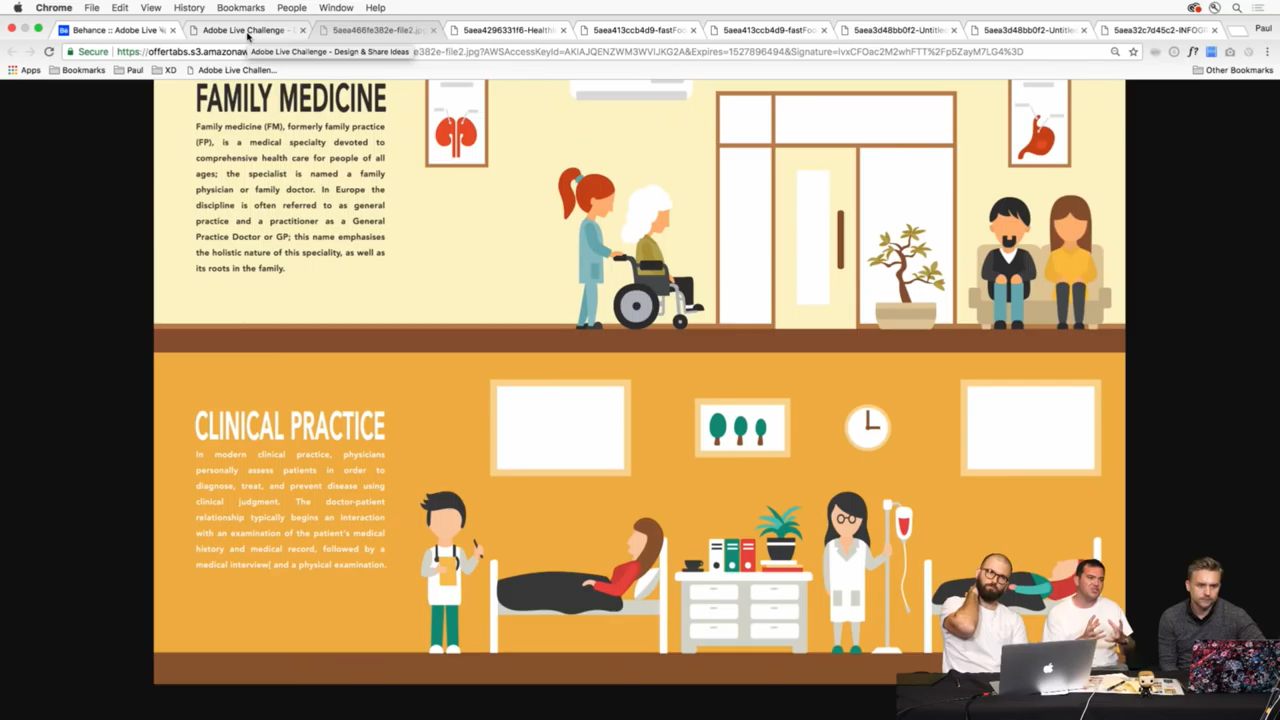 Chrome File Edit View History Bookmarks People Window Help
Behance :: Adobe Live
Adobe Live Challenge -
5aea466fe382e-file2.jp
5aea4296331f6-Health
5aea413ccb4d9-fastFoo
5aea413ccb4d9-fastFoo
5aea3d48bb0f2-Untitle
5aea3d48bb0f2-Untitle
5aea32c7d45c2-INFOGR
Paul
Secure https://offertabs.s3.amazonaw
Adobe Live Challenge - Design & Share Ideas
e382e-file2.jpg?AWSAccessKeyId=AKIAJQENZWM3WVIJKG2A&Expires=1527896494&Signature=IvxCFOac2M2whFTT%2Fp5ZayM7LG4%3D
Apps Bookmarks Paul XD Adobe Live Challen... Other Bookmarks
FAMILY MEDICINE
Family medicine (FM), formerly family practice
(FP), is a medical specialty devoted to
comprehensive health care for people of all
ages; the specialist is named a family
physician or family doctor. In Europe the
discipline is often referred to as general
practice and a practitioner as a General
Practice Doctor or GP; this name emphasises
the holistic nature of this speciality, as well as
its roots in the family.
CLINICAL PRACTICE
In modern clinical practice, physicians
personally assess patients in order to
diagnose, treat, and prevent disease using
clinical judgment. The doctor-patient
relationship typically begins an interaction
with an examination of the patient's medical
history and medical record, followed by a
medical interview[ and a physical examination.